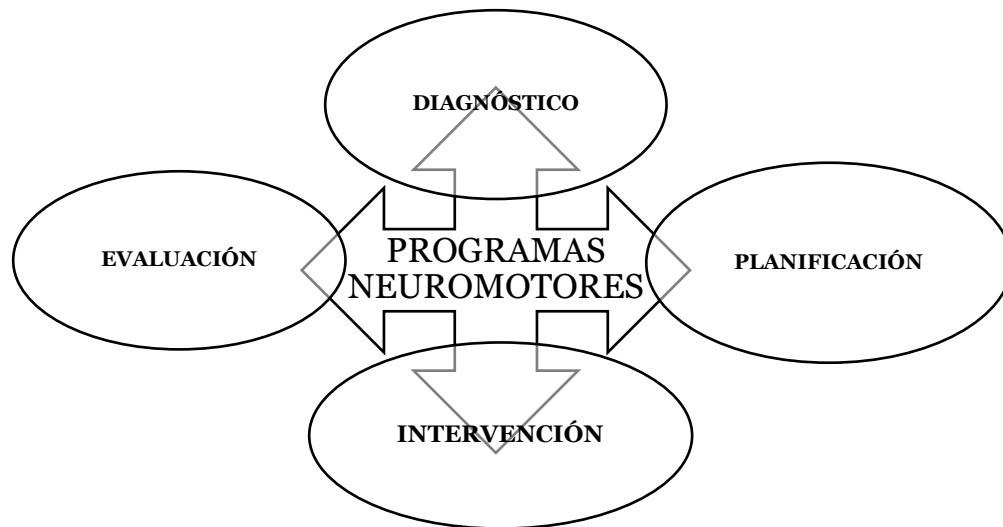 DIAGNÓSTICO
EVALUACIÓN
PROGRAMAS
NEUROMOTORES
PLANIFICACIÓN
INTERVENCIÓN